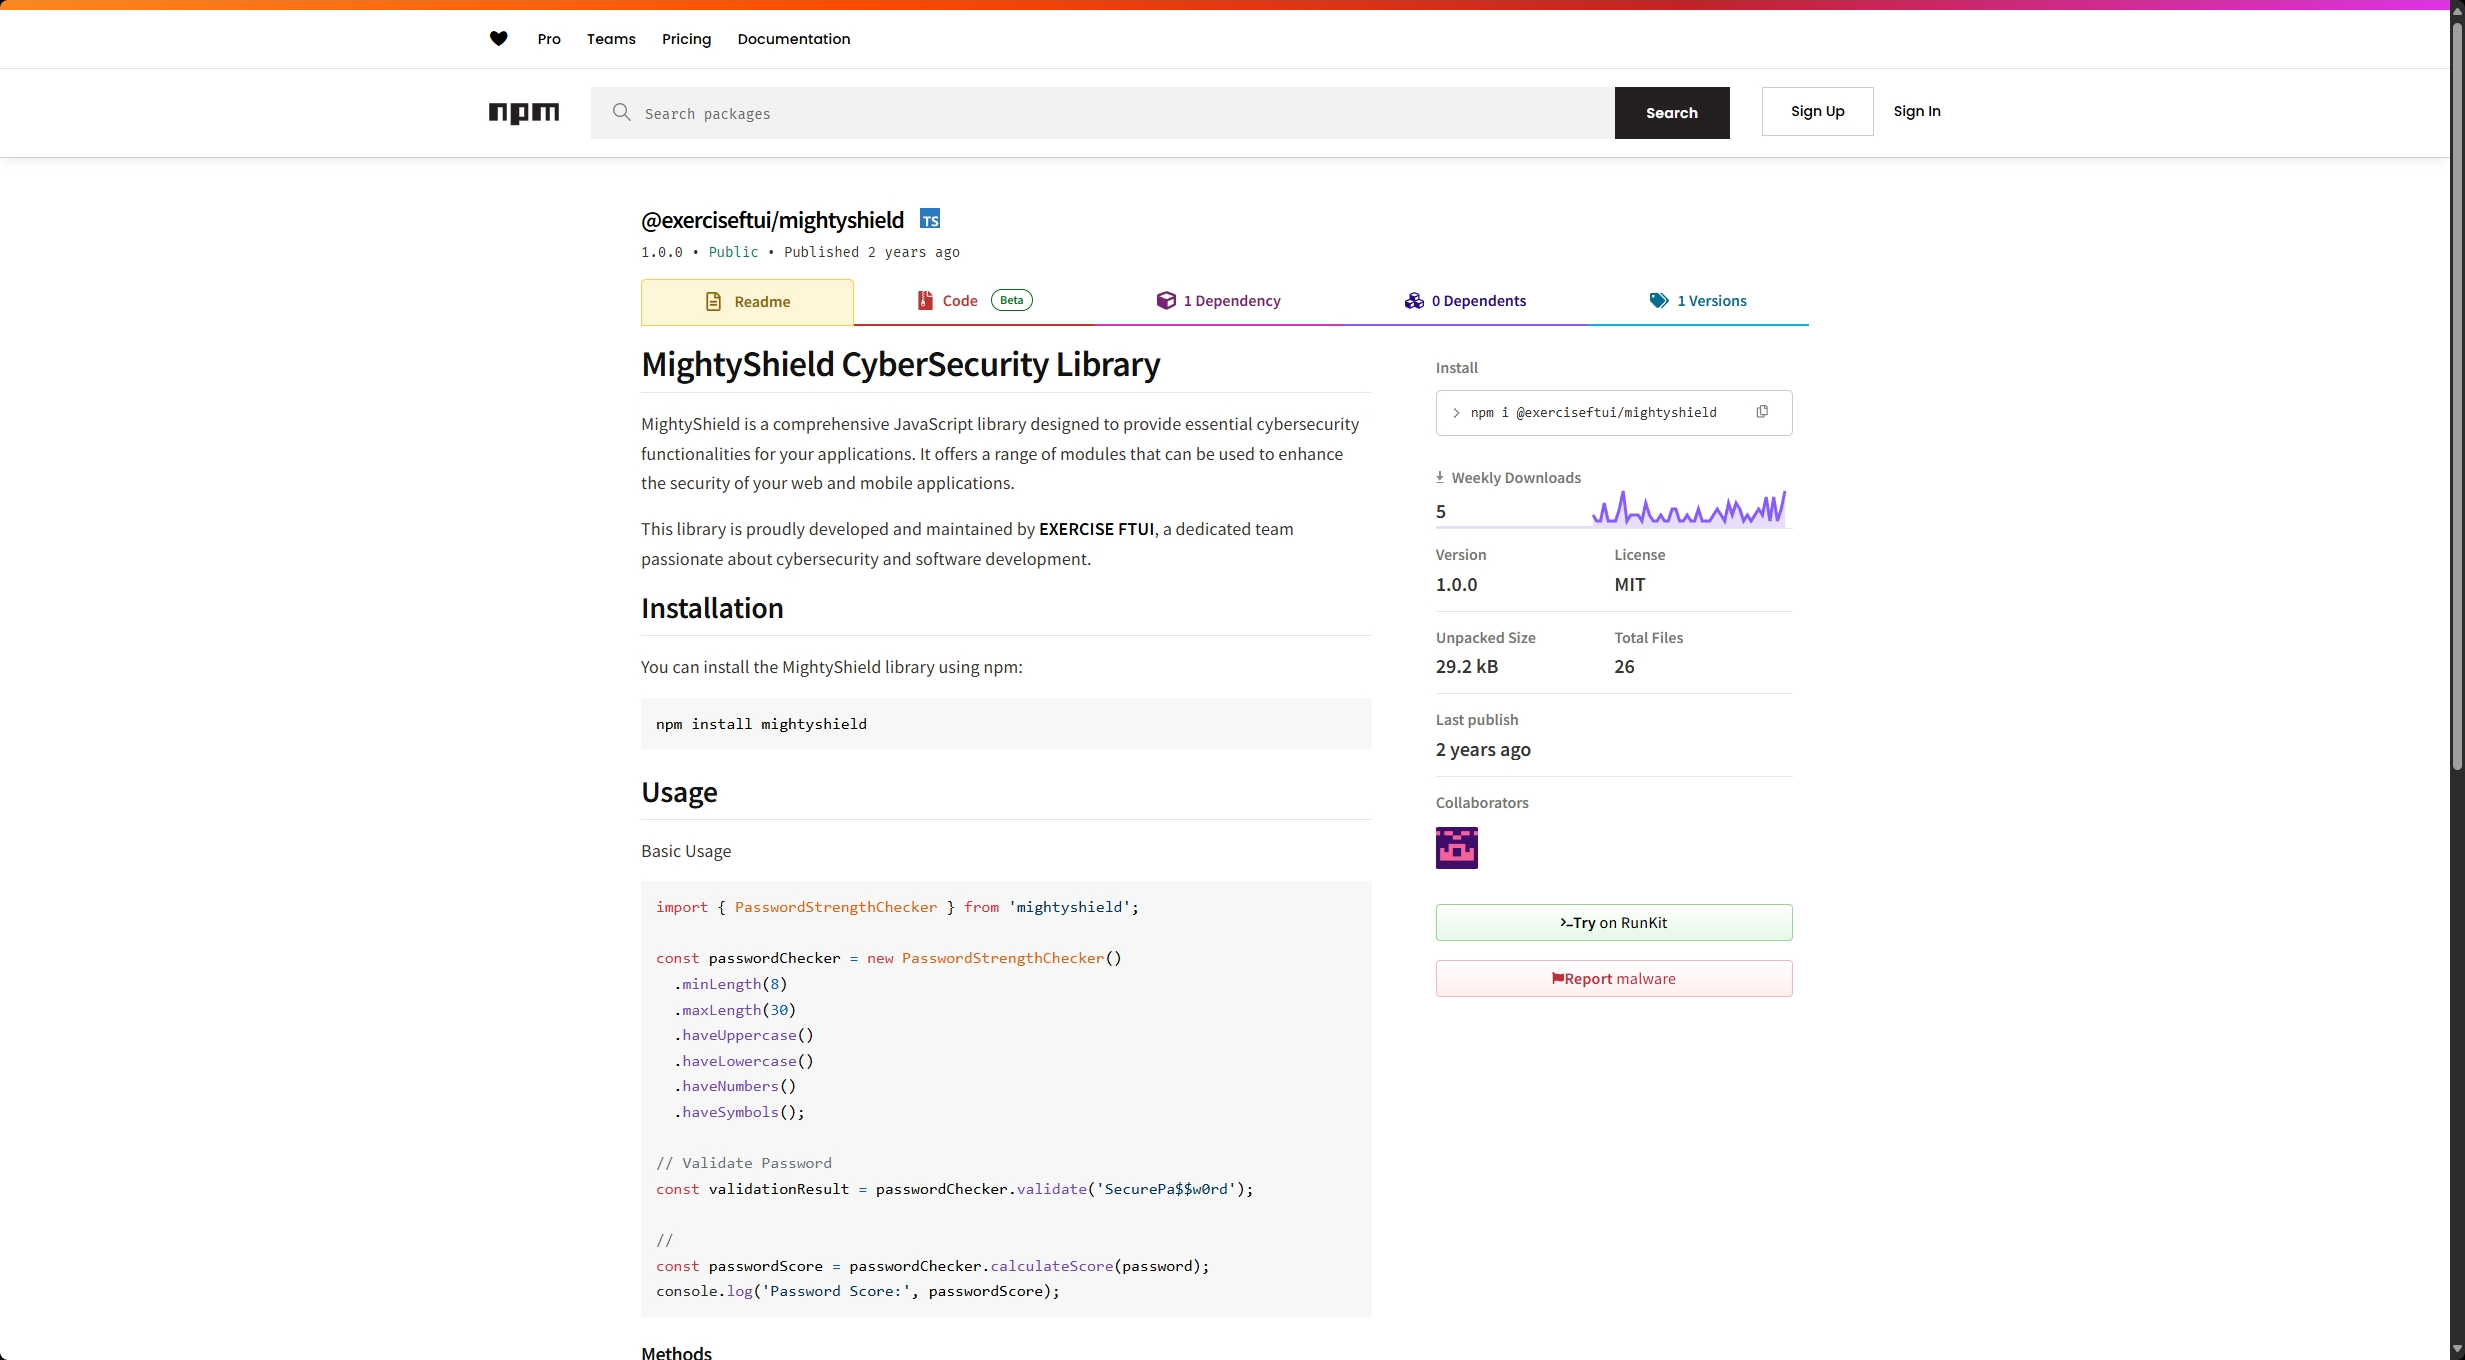 Pro Teams Pricing Documentation
npm Search packages Search Sign Up Sign In
@exerciseftui/mightyshield TS
1.0.0 • Public • Published 2 years ago
Readme Code Beta 1 Dependency 0 Dependents 1 Versions
MightyShield CyberSecurity Library
MightyShield is a comprehensive JavaScript library designed to provide essential cybersecurity
functionalities for your applications. It offers a range of modules that can be used to enhance
the security of your web and mobile applications.
This library is proudly developed and maintained by EXERCISE FTUI, a dedicated team
passionate about cybersecurity and software development.
Installation
You can install the MightyShield library using npm:
npm install mightyshield
Usage
Basic Usage
import { PasswordStrengthChecker } from 'mightyshield';
const passwordChecker = new PasswordStrengthChecker()
.minLength(8)
.maxLength(30)
.haveUppercase()
.haveLowercase()
.haveNumbers()
.haveSymbols();
// Validate Password
const validationResult = passwordChecker.validate('SecurePa$$w0rd');
//
const passwordScore = passwordChecker.calculateScore(password);
console.log('Password Score:', passwordScore);
Methods
Install
> npm i @exerciseftui/mightyshield
Weekly Downloads
5
Version License
1.0.0 MIT
Unpacked Size Total Files
29.2 kB 26
Last publish
2 years ago
Collaborators
>_Try on RunKit
Report malware